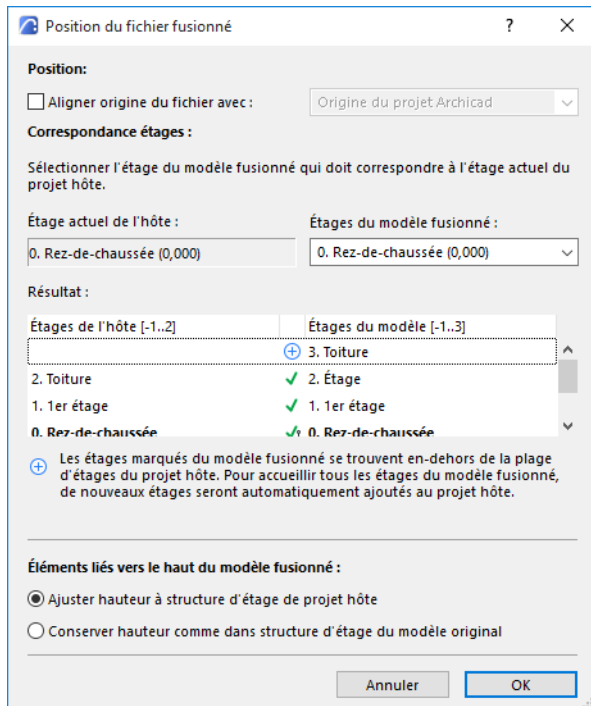 Position du fichier fusionné
?
Position:
Aligner origine du fichier avec :
Origine du projet Archicad
Correspondance étages :
Sélectionner l'étage du modèle fusionné qui doit correspondre à l'étage actuel du
projet hôte.
Étage actuel de l'hôte :
Étages du modèle fusionné :
0. Rez-de-chaussée (0,000)
0. Rez-de-chaussée (0,000)
Résultat :
Étages de l'hôte [-1..2]
Étages du modèle [-1..3]
3. Toiture
2. Toiture
2. Étage
1. 1er étage
1. 1er étage
0. Rez-de-chaussée
0. Rez-de-chaussée
Les étages marqués du modèle fusionné se trouvent en-dehors de la plage
d'étages du projet hôte. Pour accueillir tous les étages du modèle fusionné,
de nouveaux étages seront automatiquement ajoutés au projet hôte.
Éléments liés vers le haut du modèle fusionné :
Ajuster hauteur à structure d'étage de projet hôte
Conserver hauteur comme dans structure d'étage du modèle original
Annuler
OK